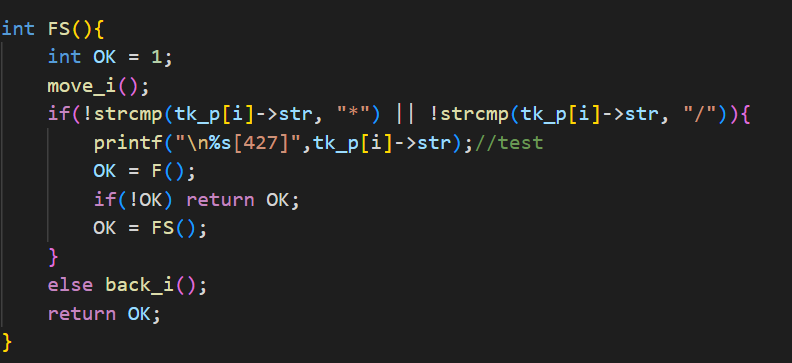 int FS(){
    int OK = 1;
    move_i();
    if(!strcmp(tk_p[i]->str, "*") || !strcmp(tk_p[i]->str, "/")){
        printf("\n%s[427]",tk_p[i]->str);//test
        OK = F();
        if(!OK) return OK;
        OK = FS();
    }
    else back_i();
    return OK;
}